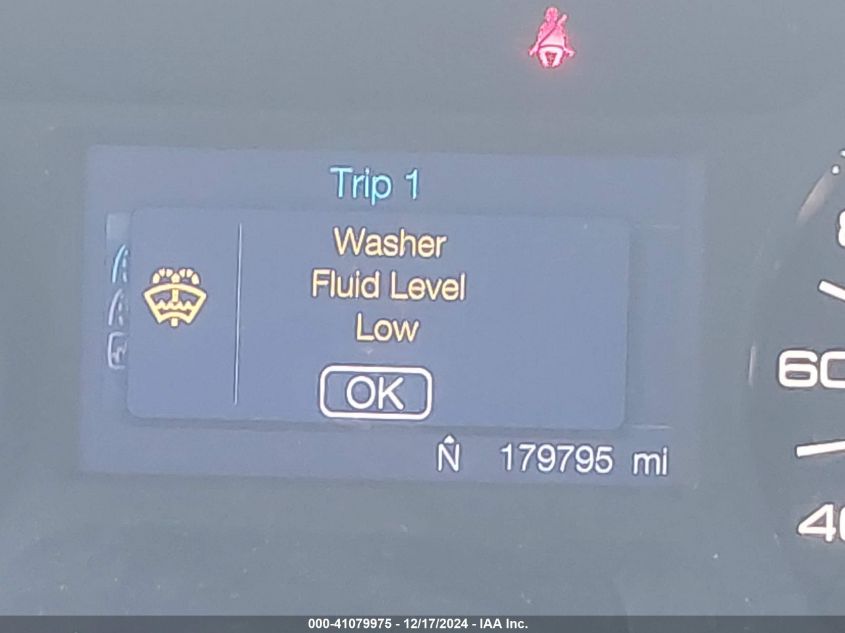 Trip 1
Washer
Fluid Level
Low
OK
N 179795 mi
60
000-41079975 - 12/17/2024 - IAA Inc.